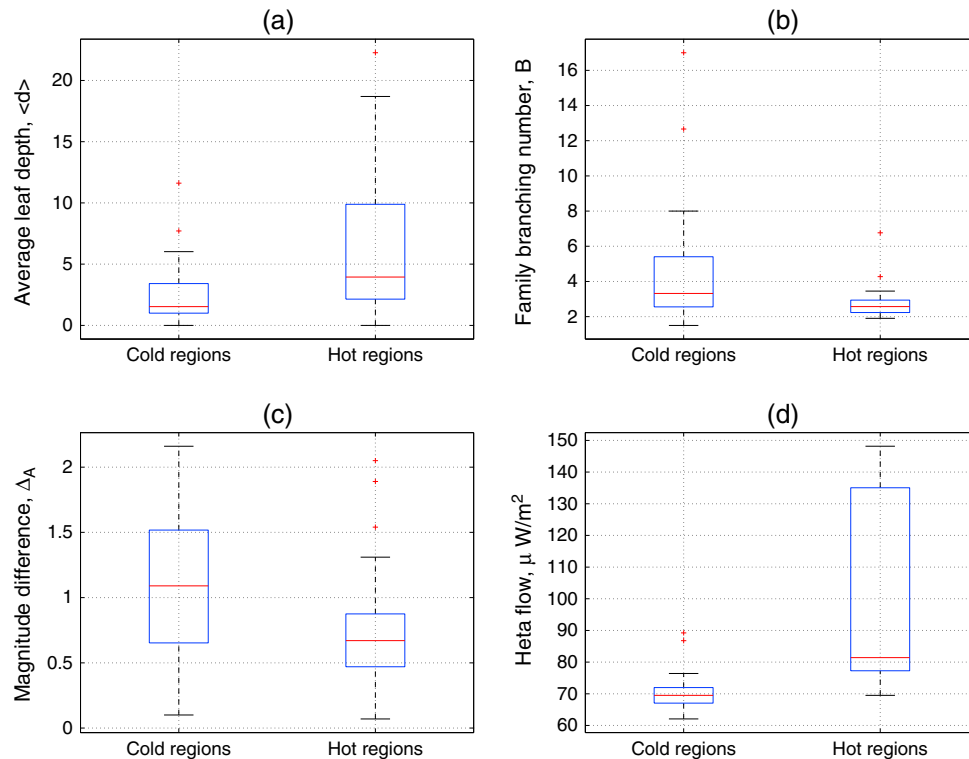 (a)
Average leaf depth, <d>
20
15
10
5
0
Cold regions Hot regions
(b)
Family branching number, B
16
14
12
10
8
6
4
2
Cold regions Hot regions
(c)
Magnitude difference, Δ_A
2
1.5
1
0.5
0
Cold regions Hot regions
(d)
Heta flow, μ W/m²
150
140
130
120
110
100
90
80
70
60
Cold regions Hot regions